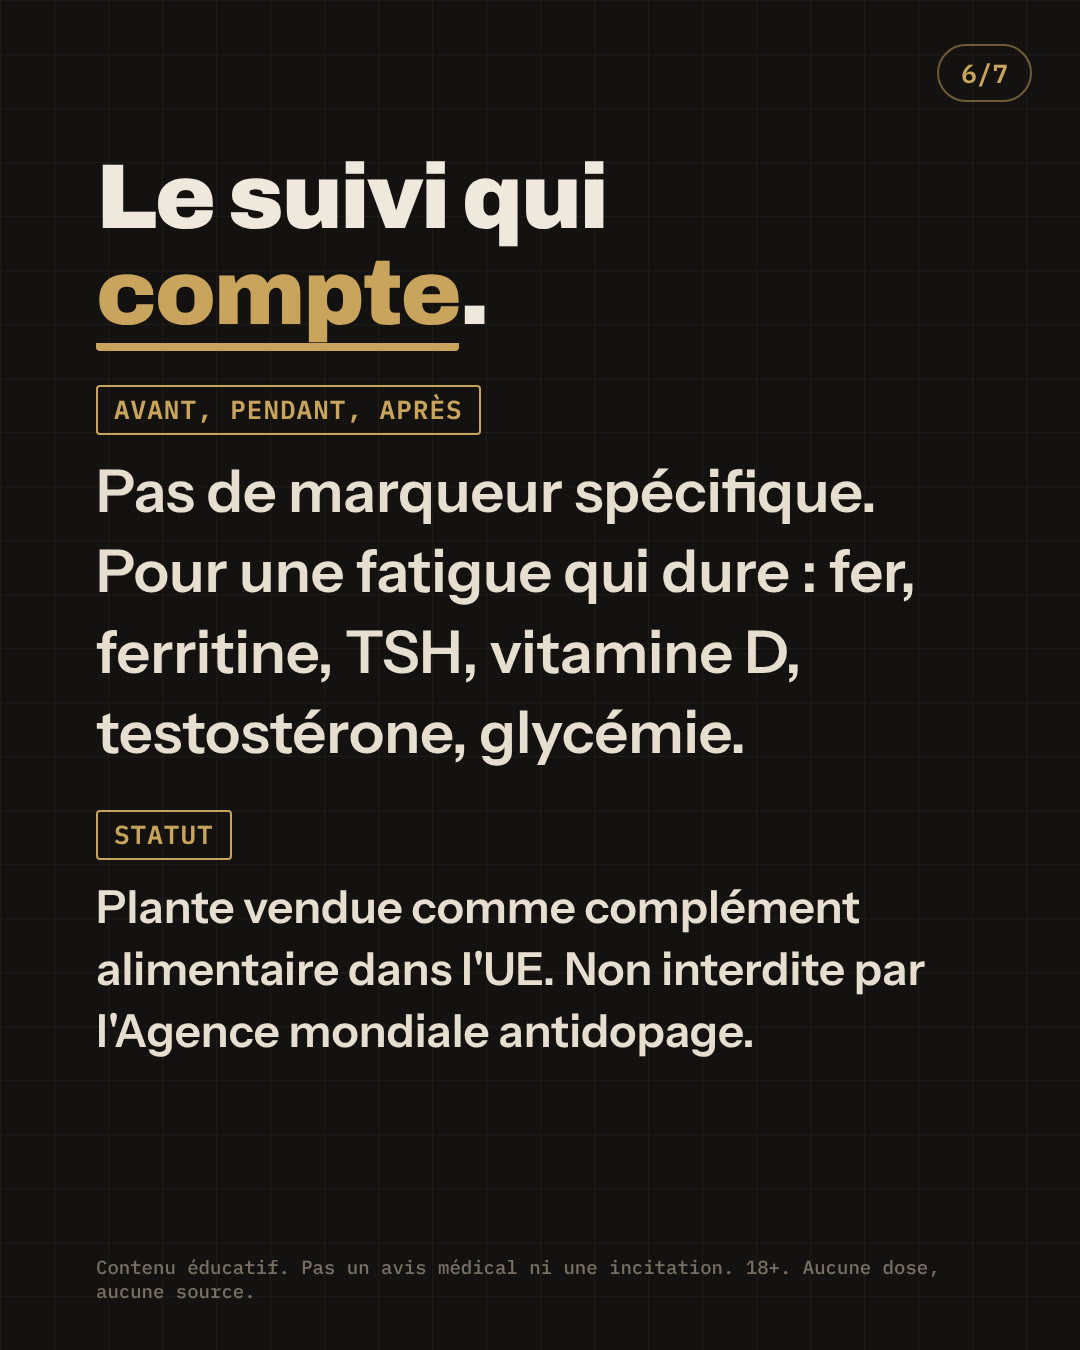 6/7
Le suivi qui
compte.
AVANT, PENDANT, APRÈS
Pas de marqueur spécifique.
Pour une fatigue qui dure : fer,
ferritine, TSH, vitamine D,
testostérone, glycémie.
STATUT
Plante vendue comme complément
alimentaire dans l'UE. Non interdite par
l'Agence mondiale antidopage.
Contenu éducatif. Pas un avis médical ni une incitation. 18+. Aucune dose,
aucune source.